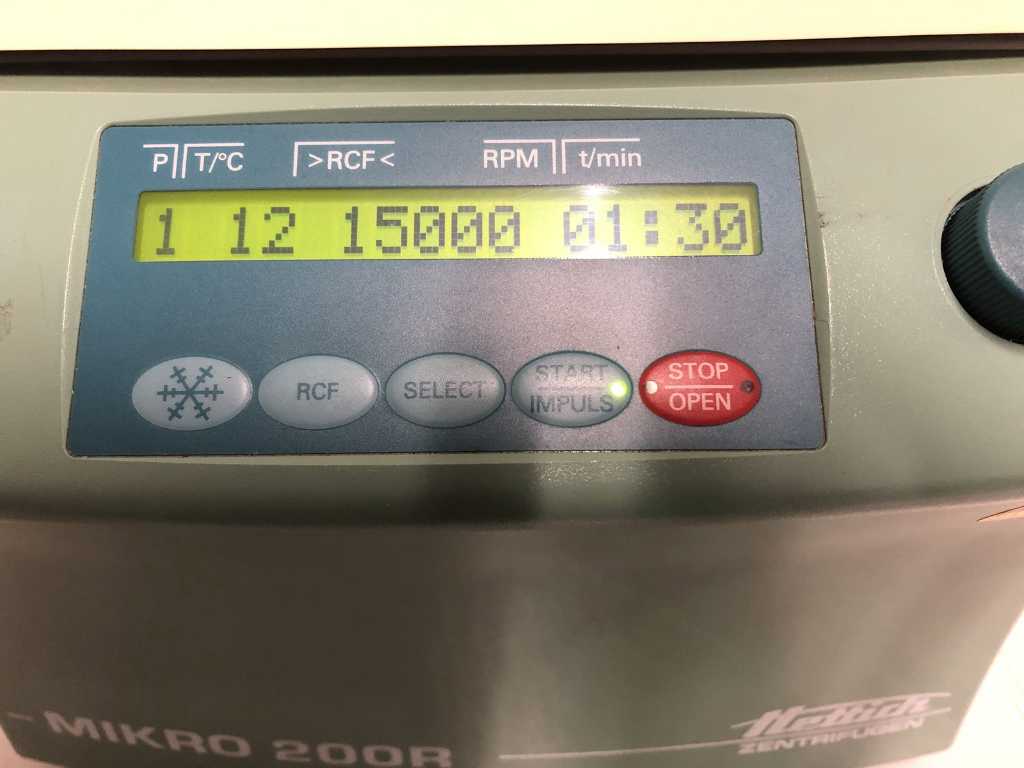 P T/°C >RCF< RPM t/min
1 12 15000 01:30
RCF SELECT START IMPULS STOP OPEN
MIKRO 200R
Hettich
ZENTRIFUGEN